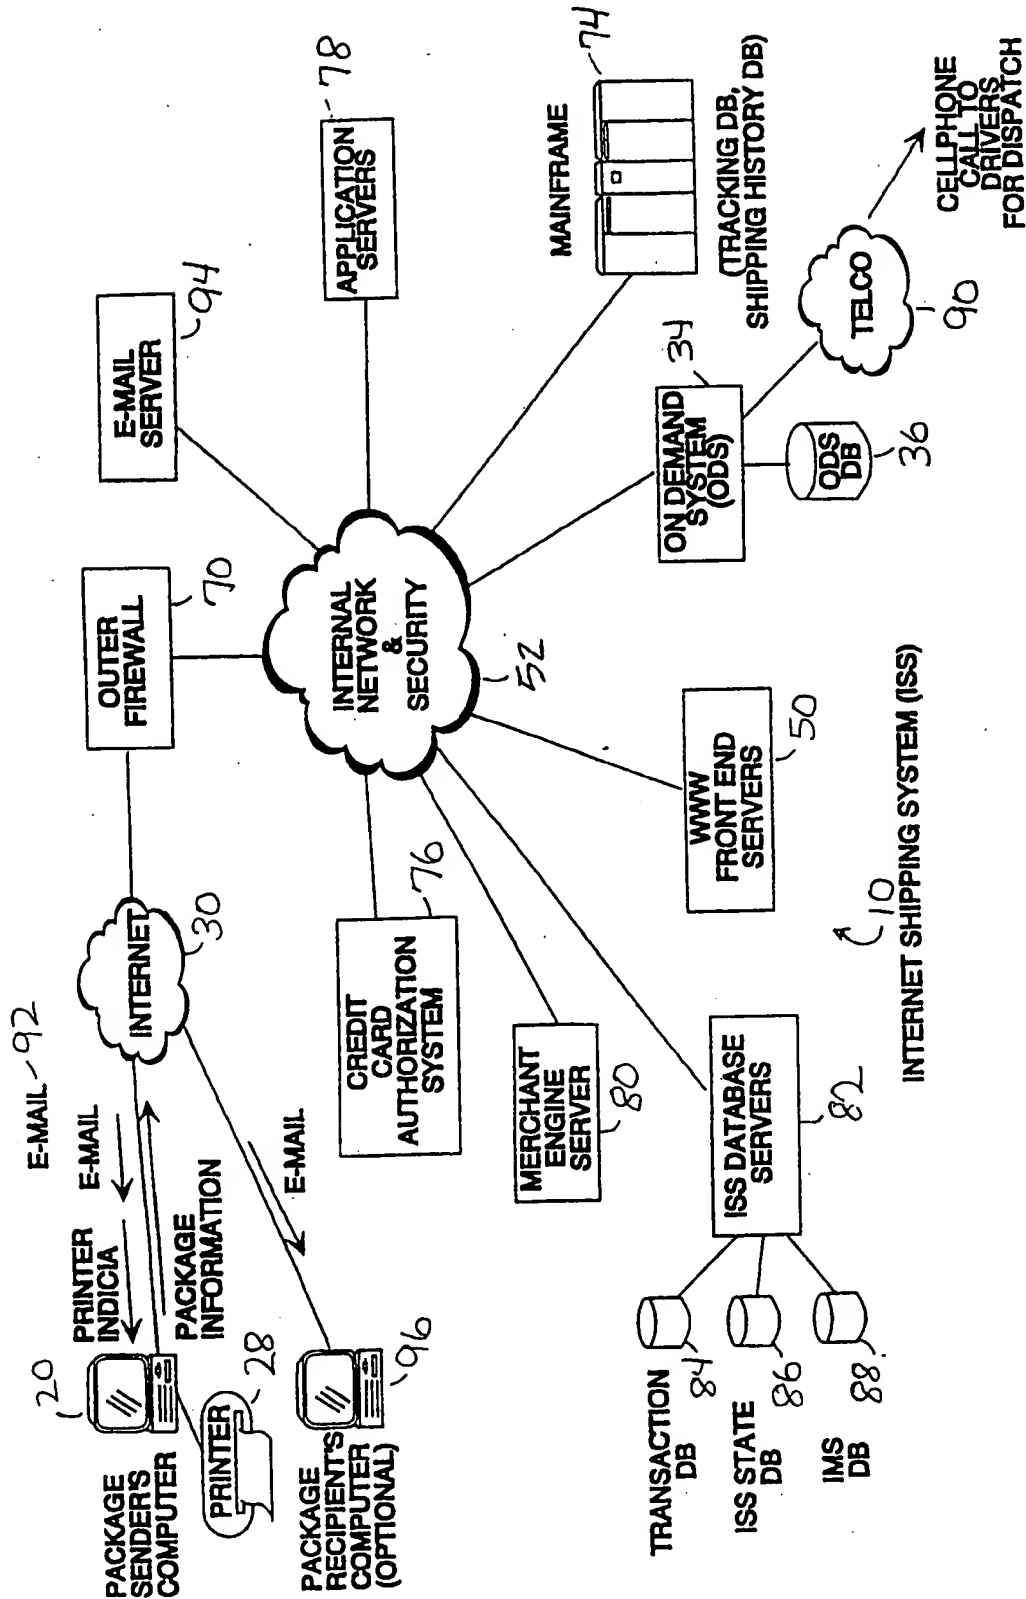 E-MAIL 92
PRINTER
INDICIA
E-MAIL
20
PACKAGE
SENDER'S
COMPUTER
PACKAGE
INFORMATION
INTERNET
30
OUTER
FIREWALL
70
E-MAIL
SERVER
94
PRINTER
28
E-MAIL
PACKAGE
RECIPIENT'S
COMPUTER
(OPTIONAL)
96
CREDIT
CARD
AUTHORIZATION
SYSTEM
76
INTERNAL
NETWORK
&
SECURITY
52
APPLICATION
SERVERS
78
MERCHANT
ENGINE
SERVER
80
MAINFRAME
74
(TRACKING DB,
SHIPPING HISTORY DB)
ON DEMAND
SYSTEM
(ODS)
34
ODS
DB
36
TELCO
90
CELLPHONE
CALL TO
DRIVERS
FOR DISPATCH
WWW
FRONT END
SERVERS
50
ISS DATABASE
SERVERS
82
TRANSACTION
DB
84
ISS STATE
DB
86
IMS
DB
88
10
INTERNET SHIPPING SYSTEM (ISS)